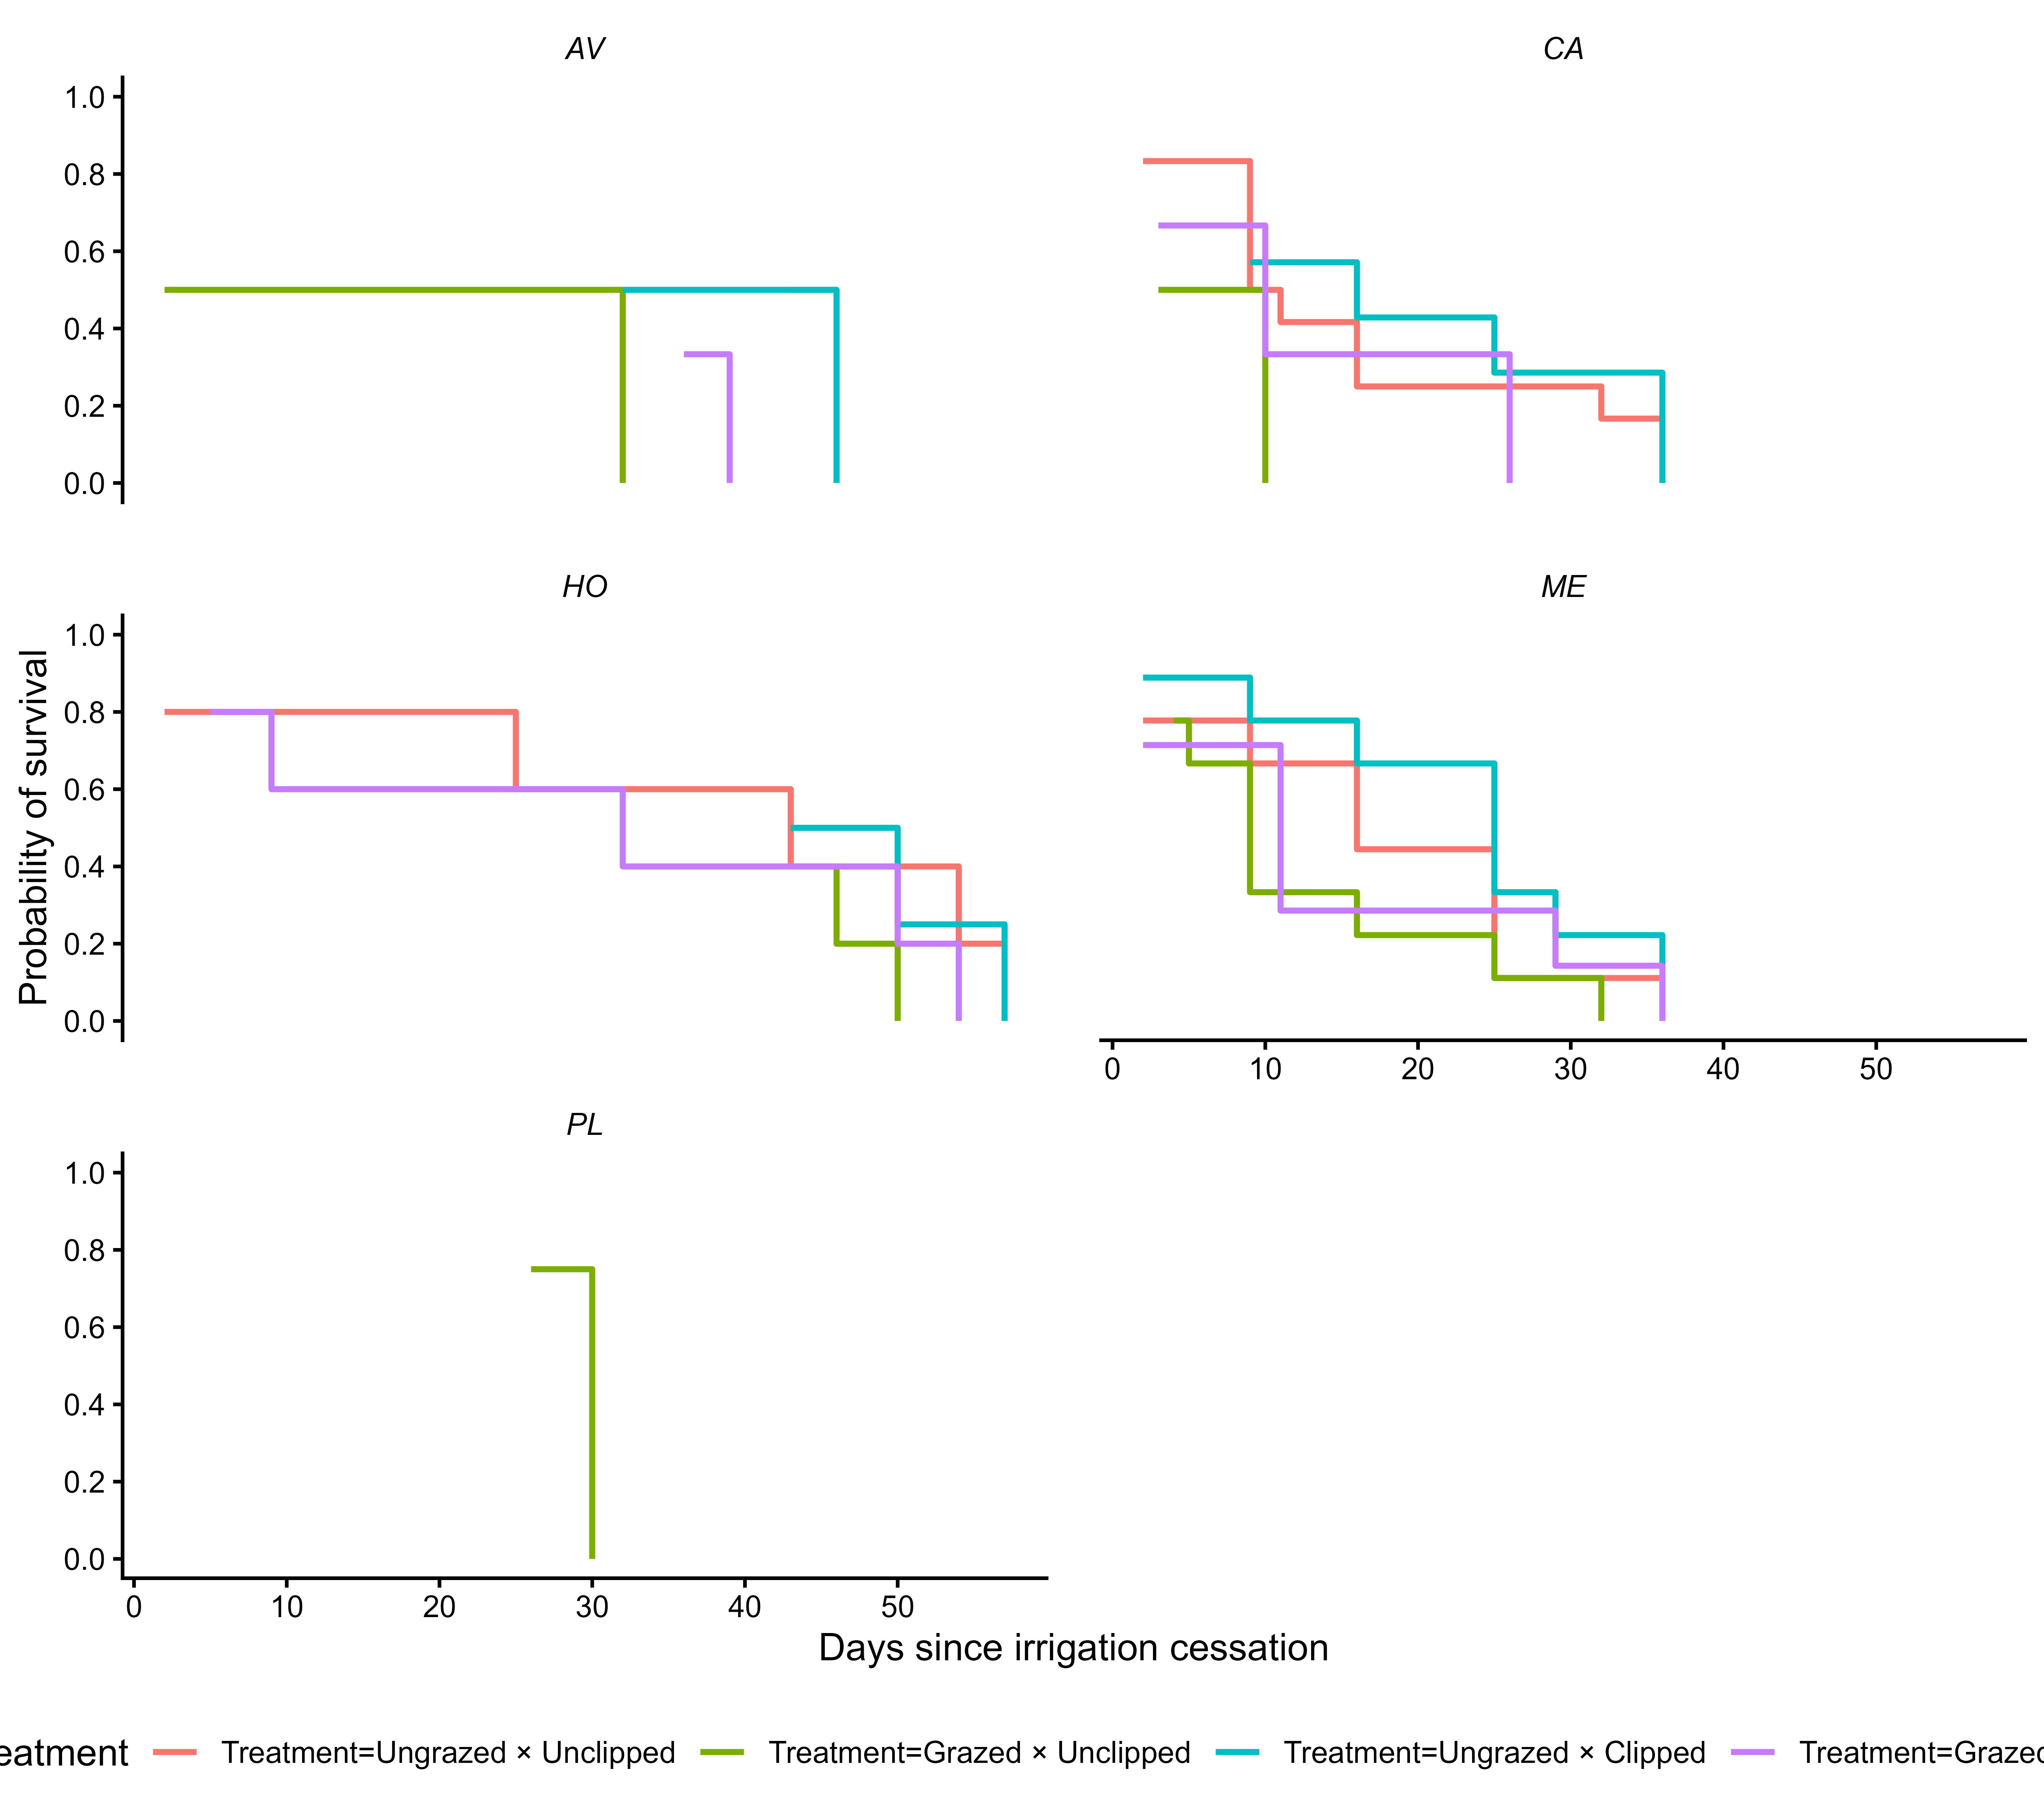 AV
CA
1.0
0.8
0.6
0.4
0.2
0.0
HO
ME
1.0
0.8
0.6
0.4
0.2
0.0
0 10 20 30 40 50
Probability of survival
PL
1.0
0.8
0.6
0.4
0.2
0.0
0 10 20 30 40 50
Days since irrigation cessation
eatment Treatment=Ungrazed × Unclipped Treatment=Grazed × Unclipped Treatment=Ungrazed × Clipped Treatment=Grazed